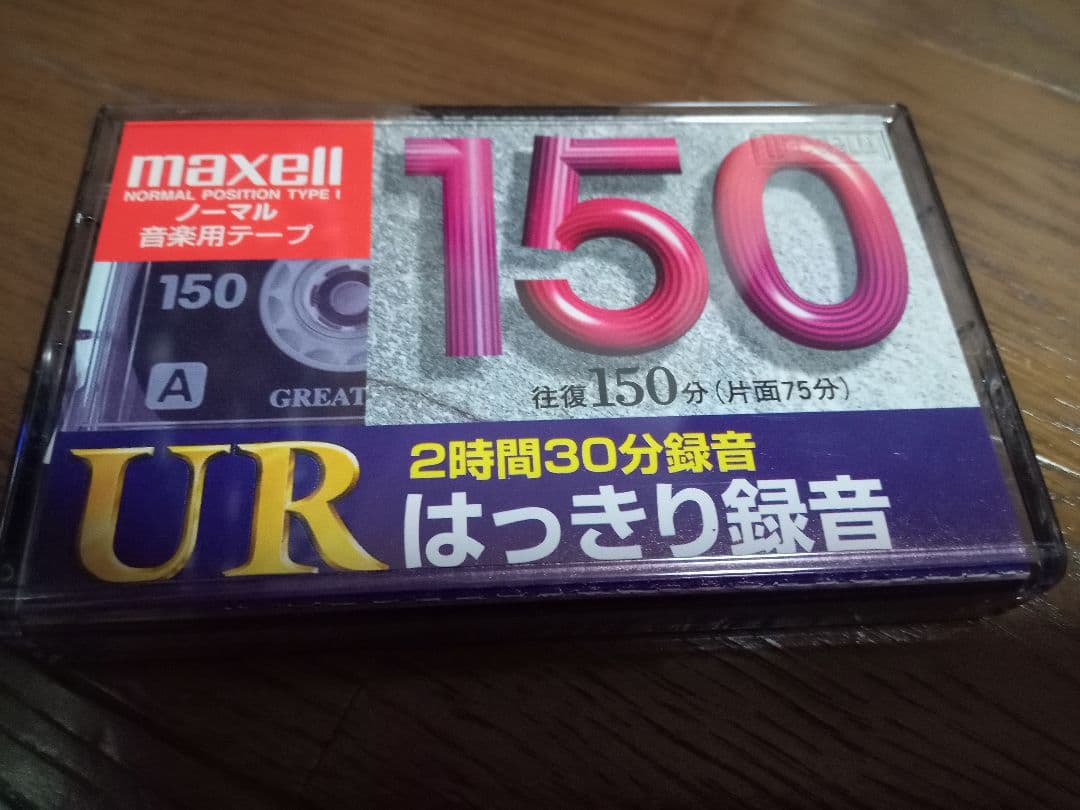 maxell
NORMAL POSITION TYPE I
ノーマル
音楽用テープ
150
150
A
GREAT
往復150分(片面75分)
UR
2時間30分録音
はっきり録音